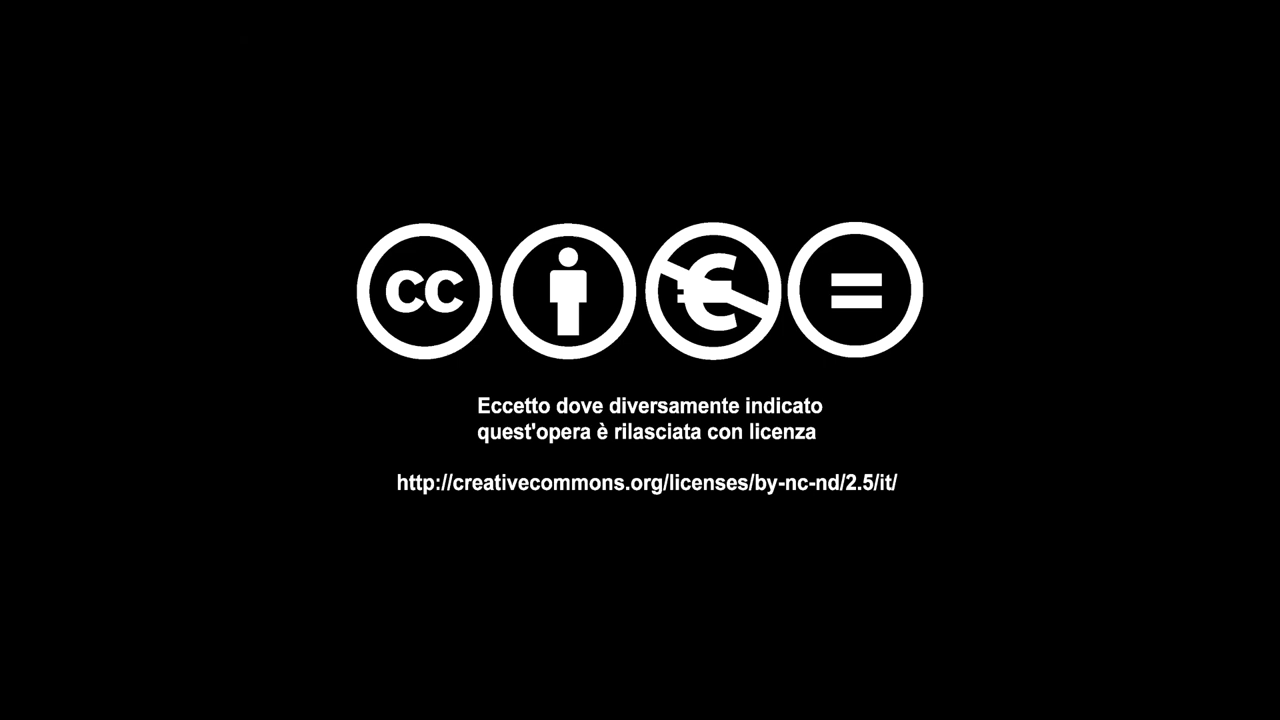 cc
Eccetto dove diversamente indicato
quest'opera è rilasciata con licenza
http://creativecommons.org/licenses/by-nc-nd/2.5/it/